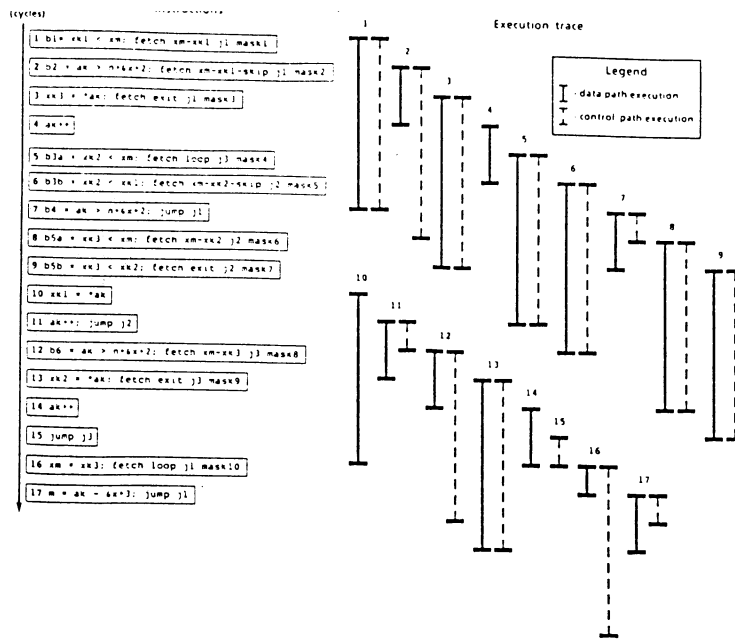 (cycles)
Execution trace
1 b1= xk1 < xm: fetch xm-xk1 j1 mask1
2 b2 = ak > n+&x+2: fetch xm-xk1-skip j1 mask2
3 xk3 = *ak: fetch exit j1 mask3
4 ak++
5 b3a = xk2 < xm: fetch loop j3 mask4
6 b3b = xk2 < xk1: fetch xm-xk2-skip j2 mask5
7 b4 = ak > n+&x+2: jump j1
8 b5a = xk3 < xm: fetch xm-xk2 j2 mask6
9 b5b = xk3 < xk2: fetch exit j2 mask7
10 xk1 = *ak
11 ak++: jump j2
12 b6 = ak > n+&x+2: fetch xm-xk3 j3 mask8
13 xk2 = *ak: fetch exit j3 mask9
14 ak++
15 jump j3
16 xm = xk3: fetch loop j1 mask10
17 m = ak - &x+3: jump j1
Legend
- data path execution
- control path execution
1
2
3
4
5
6
7
8
9
10
11
12
13
14
15
16
17